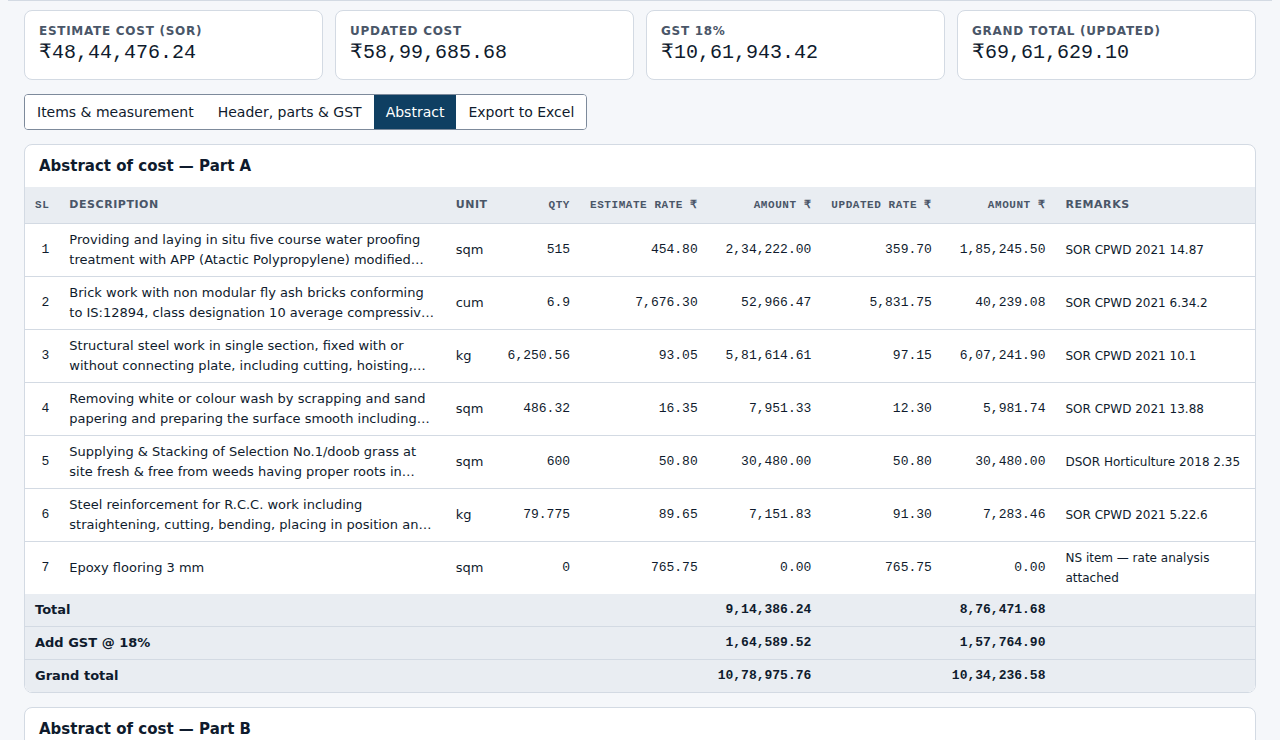 ESTIMATE COST (SOR)
₹48,44,476.24
UPDATED COST
₹58,99,685.68
GST 18%
₹10,61,943.42
GRAND TOTAL (UPDATED)
₹69,61,629.10
Items & measurement Header, parts & GST Abstract Export to Excel
Abstract of cost — Part A
SL DESCRIPTION UNIT QTY ESTIMATE RATE ₹ AMOUNT ₹ UPDATED RATE ₹ AMOUNT ₹ REMARKS
1 Providing and laying in situ five course water proofing
treatment with APP (Atactic Polypropylene) modified… sqm 515 454.80 2,34,222.00 359.70 1,85,245.50 SOR CPWD 2021 14.87
2 Brick work with non modular fly ash bricks conforming
to IS:12894, class designation 10 average compressiv… cum 6.9 7,676.30 52,966.47 5,831.75 40,239.08 SOR CPWD 2021 6.34.2
3 Structural steel work in single section, fixed with or
without connecting plate, including cutting, hoisting,… kg 6,250.56 93.05 5,81,614.61 97.15 6,07,241.90 SOR CPWD 2021 10.1
4 Removing white or colour wash by scrapping and sand
papering and preparing the surface smooth including… sqm 486.32 16.35 7,951.33 12.30 5,981.74 SOR CPWD 2021 13.88
5 Supplying & Stacking of Selection No.1/doob grass at
site fresh & free from weeds having proper roots in… sqm 600 50.80 30,480.00 50.80 30,480.00 DSOR Horticulture 2018 2.35
6 Steel reinforcement for R.C.C. work including
straightening, cutting, bending, placing in position an… kg 79.775 89.65 7,151.83 91.30 7,283.46 SOR CPWD 2021 5.22.6
7 Epoxy flooring 3 mm sqm 0 765.75 0.00 765.75 0.00 NS item — rate analysis
attached
Total 9,14,386.24 8,76,471.68
Add GST @ 18% 1,64,589.52 1,57,764.90
Grand total 10,78,975.76 10,34,236.58
Abstract of cost — Part B